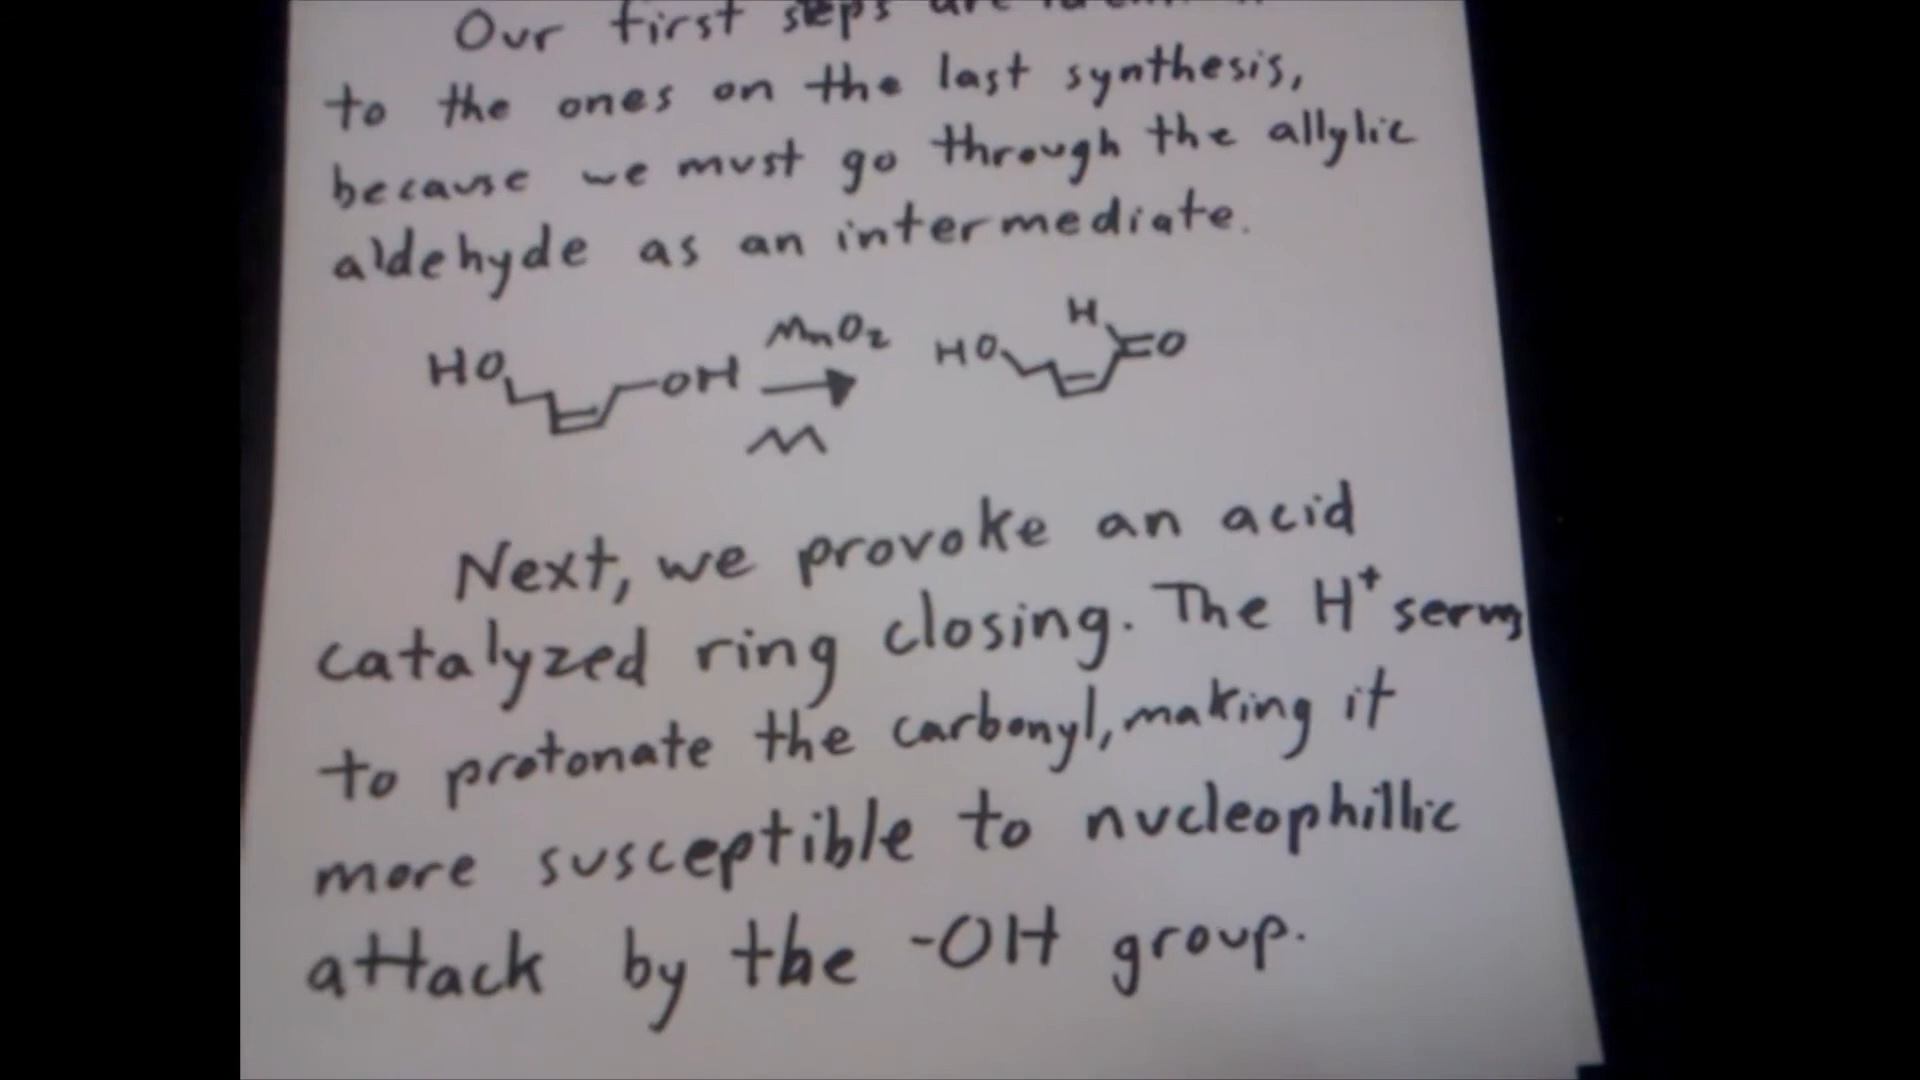 Our first seps are
to the ones on the last synthesis,
because we must go through the allylic
aldehyde as an intermediate.
HO OH MnO2 HO H O
Next, we provoke an acid
catalyzed ring closing. The H+ serves
to protonate the carbonyl, making it
more susceptible to nucleophillic
attack by the -OH group.